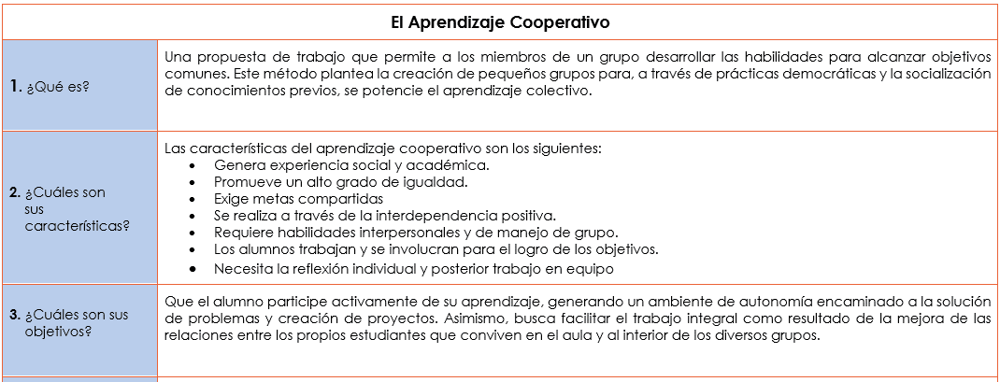 El Aprendizaje Cooperativo
1. ¿Qué es?
Una propuesta de trabajo que permite a los miembros de un grupo desarrollar las habilidades para alcanzar objetivos
comunes. Este método plantea la creación de pequeños grupos para, a través de prácticas democráticas y la socialización
de conocimientos previos, se potencie el aprendizaje colectivo.
2. ¿Cuáles son
sus
características?
Las características del aprendizaje cooperativo son los siguientes:
• Genera experiencia social y académica.
• Promueve un alto grado de igualdad.
• Exige metas compartidas
• Se realiza a través de la interdependencia positiva.
• Requiere habilidades interpersonales y de manejo de grupo.
• Los alumnos trabajan y se involucran para el logro de los objetivos.
• Necesita la reflexión individual y posterior trabajo en equipo
3. ¿Cuáles son sus
objetivos?
Que el alumno participe activamente de su aprendizaje, generando un ambiente de autonomía encaminado a la solución
de problemas y creación de proyectos. Asimismo, busca facilitar el trabajo integral como resultado de la mejora de las
relaciones entre los propios estudiantes que conviven en el aula y al interior de los diversos grupos.